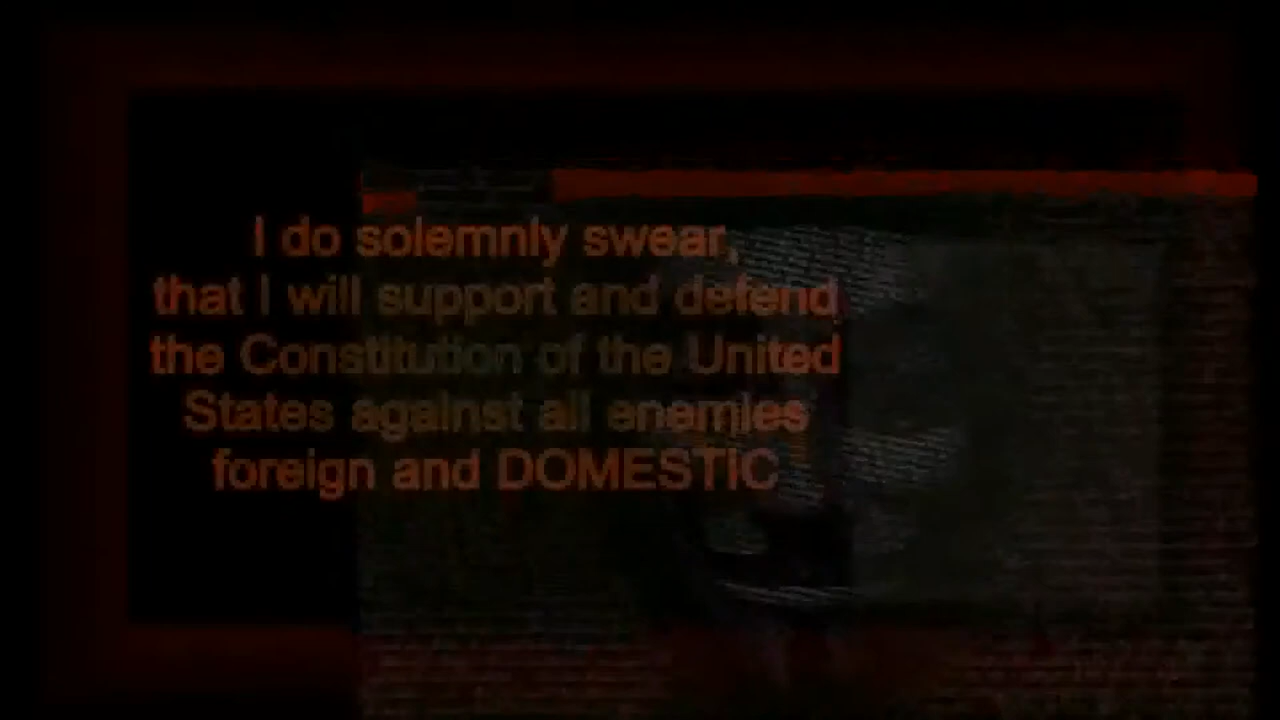 I do solemnly swear,
that I will support and defend
the Constitution of the United
States against all enemies
foreign and DOMESTIC